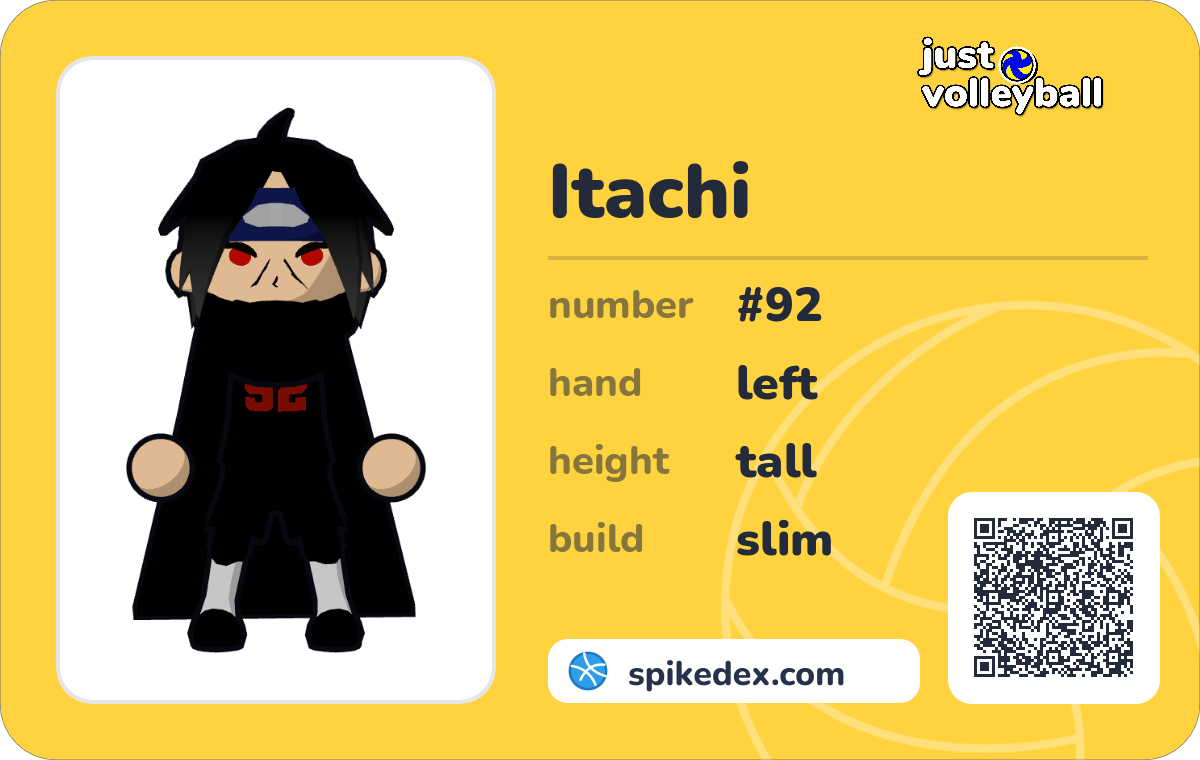 just
volleyball
Itachi
number #92
hand left
height tall
build slim
spikedex.com